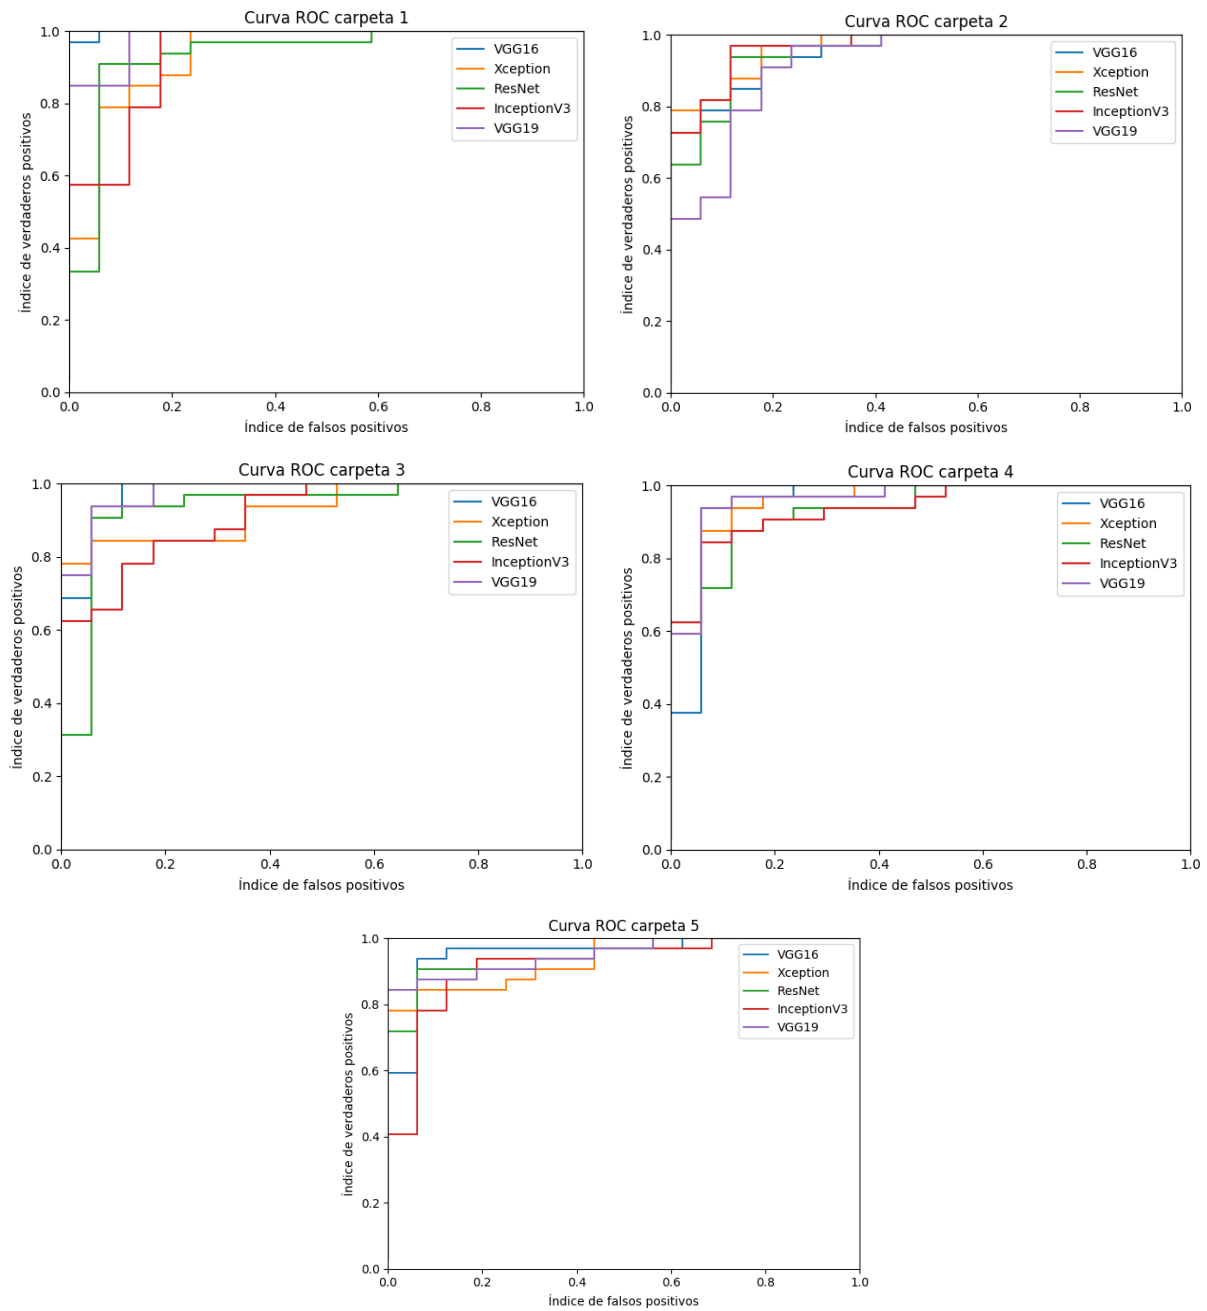 Curva ROC carpeta 1
Índice de verdaderos positivos
1.0
0.8
0.6
0.4
0.2
0.0
0.0 0.2 0.4 0.6 0.8 1.0
Índice de falsos positivos
VGG16
Xception
ResNet
InceptionV3
VGG19
Curva ROC carpeta 2
Índice de verdaderos positivos
1.0
0.8
0.6
0.4
0.2
0.0
0.0 0.2 0.4 0.6 0.8 1.0
Índice de falsos positivos
VGG16
Xception
ResNet
InceptionV3
VGG19
Curva ROC carpeta 3
Índice de verdaderos positivos
1.0
0.8
0.6
0.4
0.2
0.0
0.0 0.2 0.4 0.6 0.8 1.0
Índice de falsos positivos
VGG16
Xception
ResNet
InceptionV3
VGG19
Curva ROC carpeta 4
Índice de verdaderos positivos
1.0
0.8
0.6
0.4
0.2
0.0
0.0 0.2 0.4 0.6 0.8 1.0
Índice de falsos positivos
VGG16
Xception
ResNet
InceptionV3
VGG19
Curva ROC carpeta 5
Índice de verdaderos positivos
1.0
0.8
0.6
0.4
0.2
0.0
0.0 0.2 0.4 0.6 0.8 1.0
Índice de falsos positivos
VGG16
Xception
ResNet
InceptionV3
VGG19